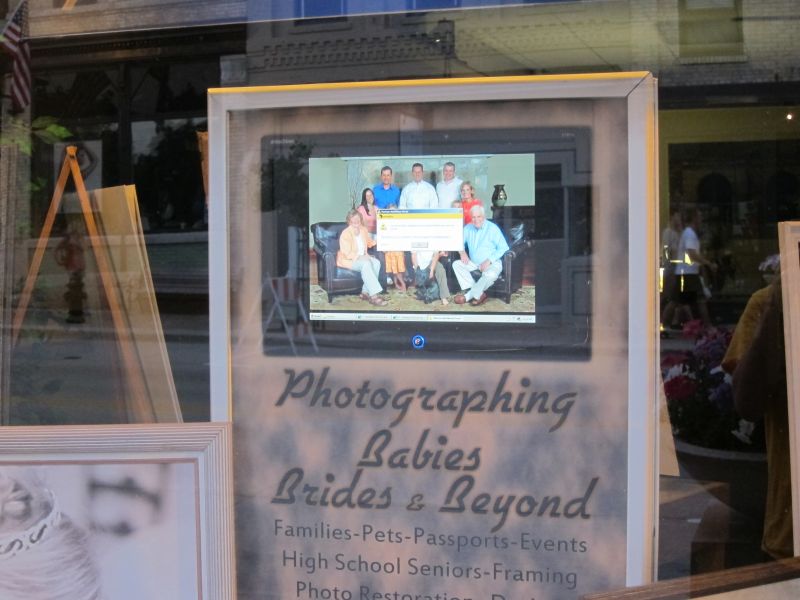 Photographing
Babies
Brides & Beyond
Families-Pets-Passports-Events
High School Seniors-Framing
Photo Restoration